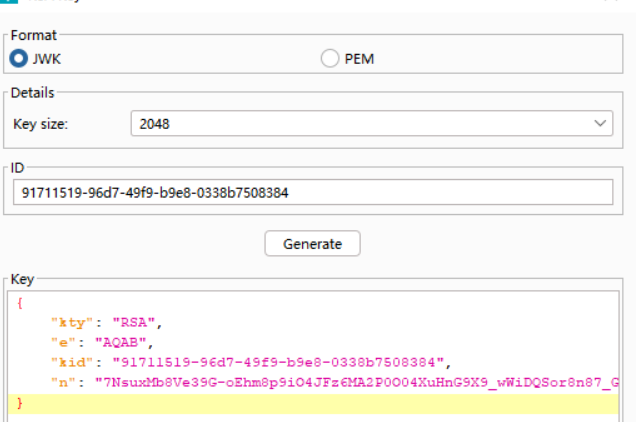 Format
JWK
PEM
Details
Key size: 2048
ID
91711519-96d7-49f9-b9e8-0338b7508384
Generate
Key
{
"kty": "RSA",
"e": "AQAB",
"kid": "91711519-96d7-49f9-b9e8-0338b7508384",
"n": "7NsuxMb8Ve39G-oEhm8p9iO4JFz6MA2P0O04XuHnG9X9_wWiDQSor8n87_G
}